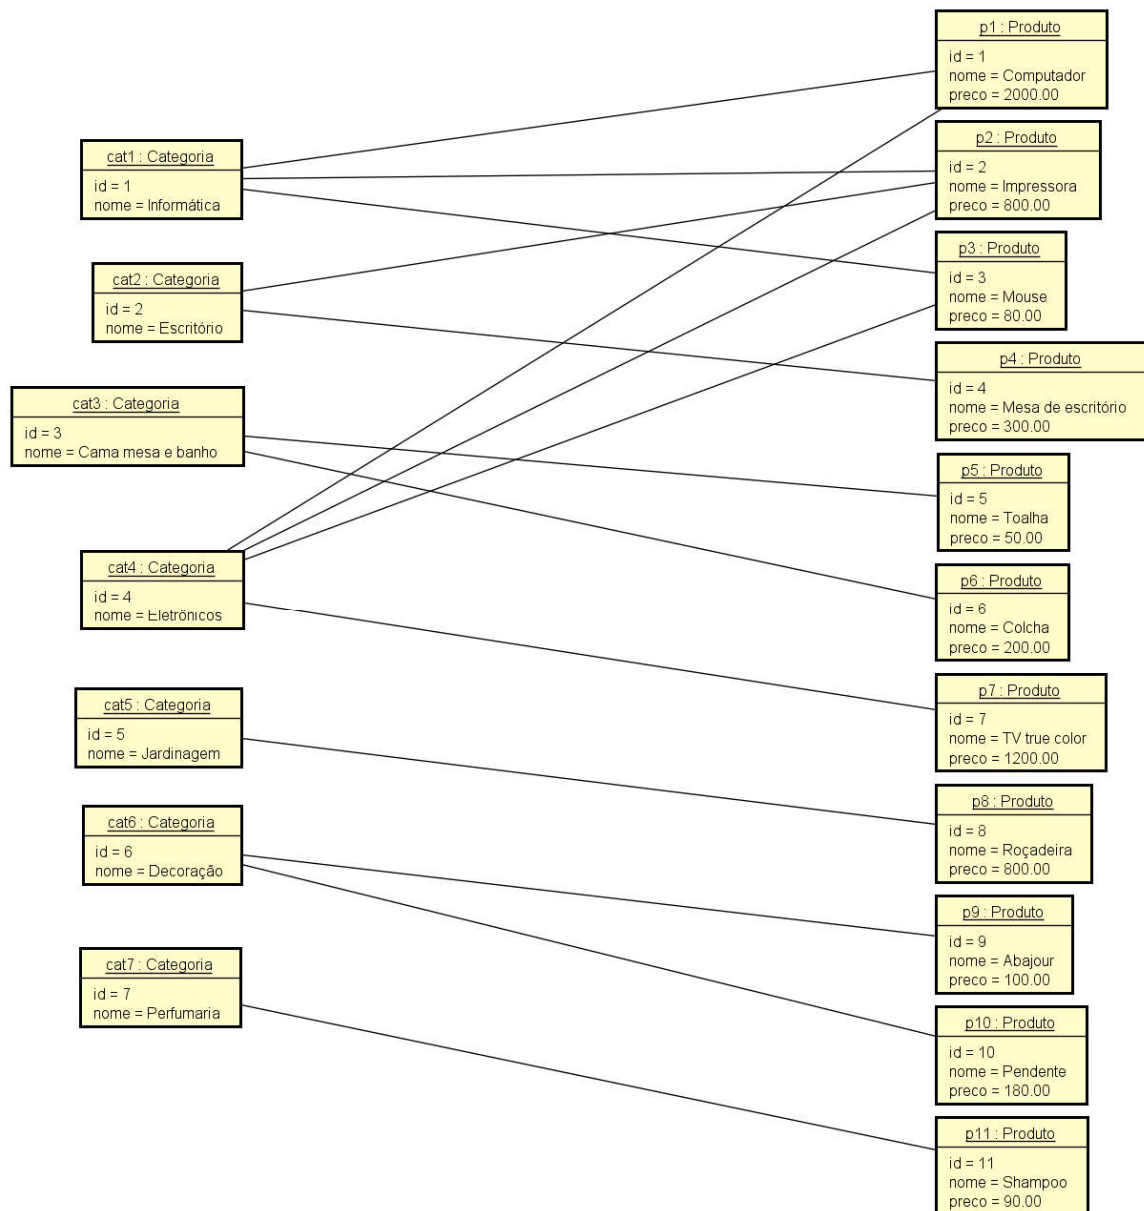 cat1 : Categoria
id = 1
nome = Informática
cat2 : Categoria
id = 2
nome = Escritório
cat3 : Categoria
id = 3
nome = Cama mesa e banho
cat4 : Categoria
id = 4
nome = Eletrônicos
cat5 : Categoria
id = 5
nome = Jardinagem
cat6 : Categoria
id = 6
nome = Decoração
cat7 : Categoria
id = 7
nome = Perfumaria
p1 : Produto
id = 1
nome = Computador
preco = 2000.00
p2 : Produto
id = 2
nome = Impressora
preco = 800.00
p3 : Produto
id = 3
nome = Mouse
preco = 80.00
p4 : Produto
id = 4
nome = Mesa de escritório
preco = 300.00
p5 : Produto
id = 5
nome = Toalha
preco = 50.00
p6 : Produto
id = 6
nome = Colcha
preco = 200.00
p7 : Produto
id = 7
nome = TV true color
preco = 1200.00
p8 : Produto
id = 8
nome = Roçadeira
preco = 800.00
p9 : Produto
id = 9
nome = Abajour
preco = 100.00
p10 : Produto
id = 10
nome = Pendente
preco = 180.00
p11 : Produto
id = 11
nome = Shampoo
preco = 90.00